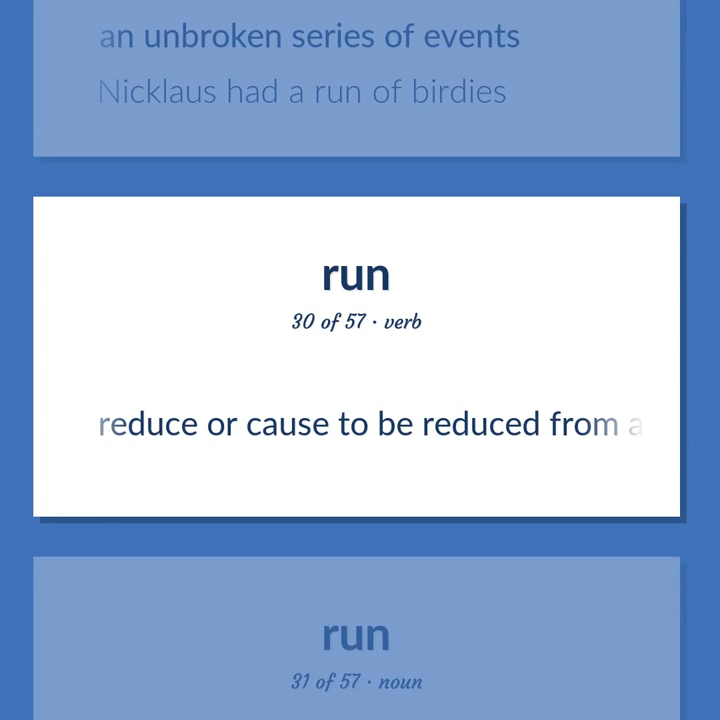 an unbroken series of events
Nicklaus had a run of birdies
run
30 of 57 · verb
reduce or cause to be reduced from a
run
31 of 57 · noun